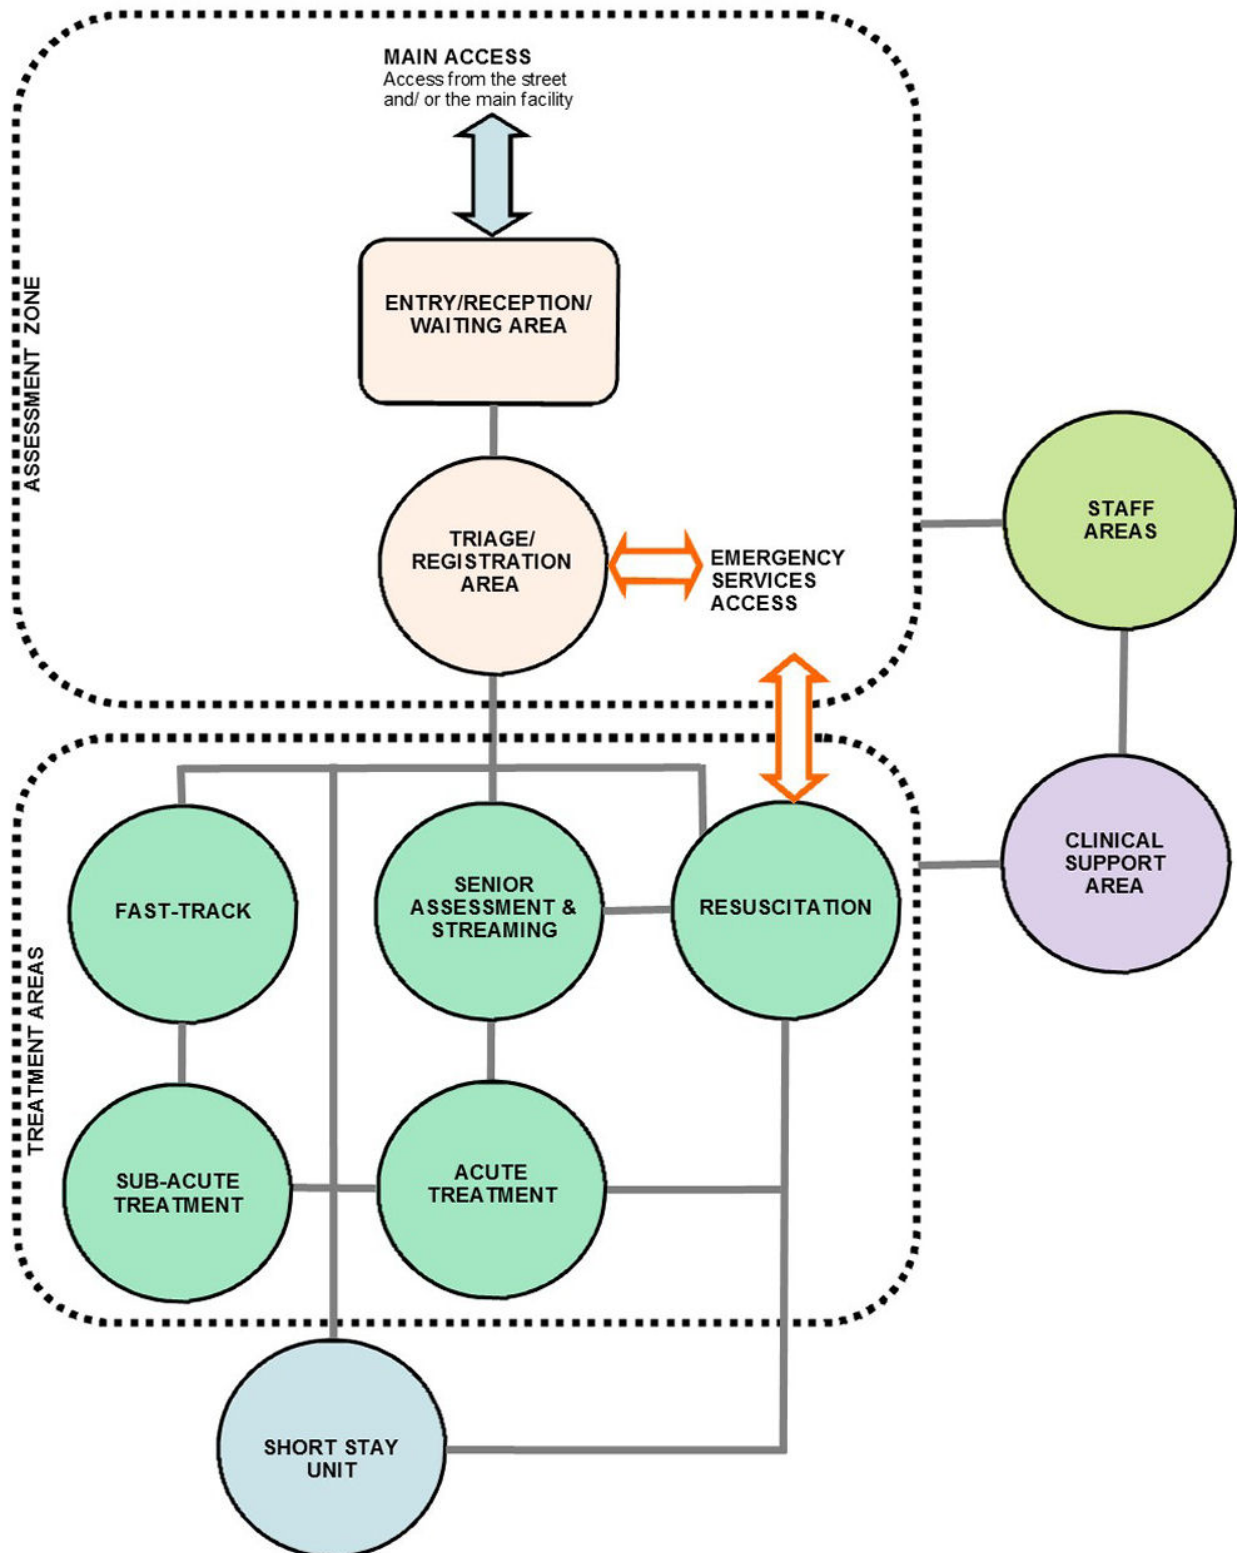 MAIN ACCESS
Access from the street
and/ or the main facility
ENTRY/RECEPTION/
WAITING AREA
ASSESSMENT ZONE
TRIAGE/
REGISTRATION
AREA
EMERGENCY
SERVICES
ACCESS
STAFF
AREAS
CLINICAL
SUPPORT
AREA
TREATMENT AREAS
FAST-TRACK
SENIOR
ASSESSMENT &
STREAMING
RESUSCITATION
SUB-ACUTE
TREATMENT
ACUTE
TREATMENT
SHORT STAY
UNIT